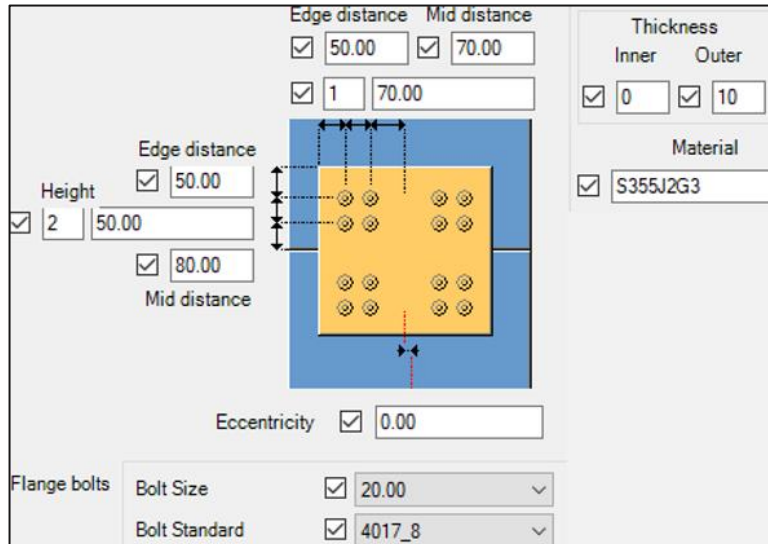 Edge distance Mid distance
50.00 70.00
1 70.00
Thickness
Inner Outer
0 10
Material
S355J2G3
Edge distance
50.00
Height
2 50.00
80.00
Mid distance
Eccentricity 0.00
Flange bolts Bolt Size 20.00
Bolt Standard 4017_8